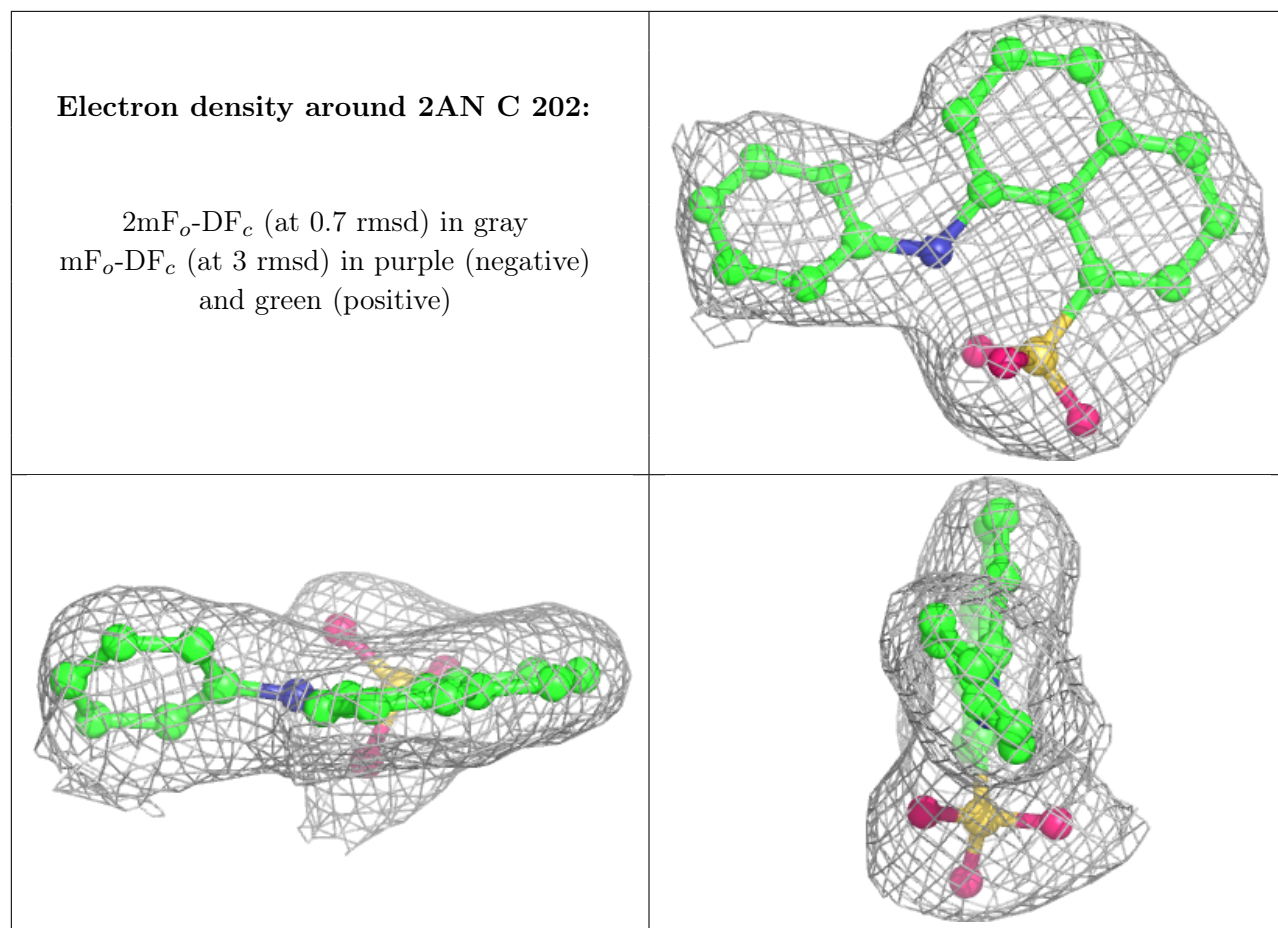 Electron density around 2AN C 202:
2mFo-DFc (at 0.7 rmsd) in gray
mFo-DFc (at 3 rmsd) in purple (negative)
and green (positive)